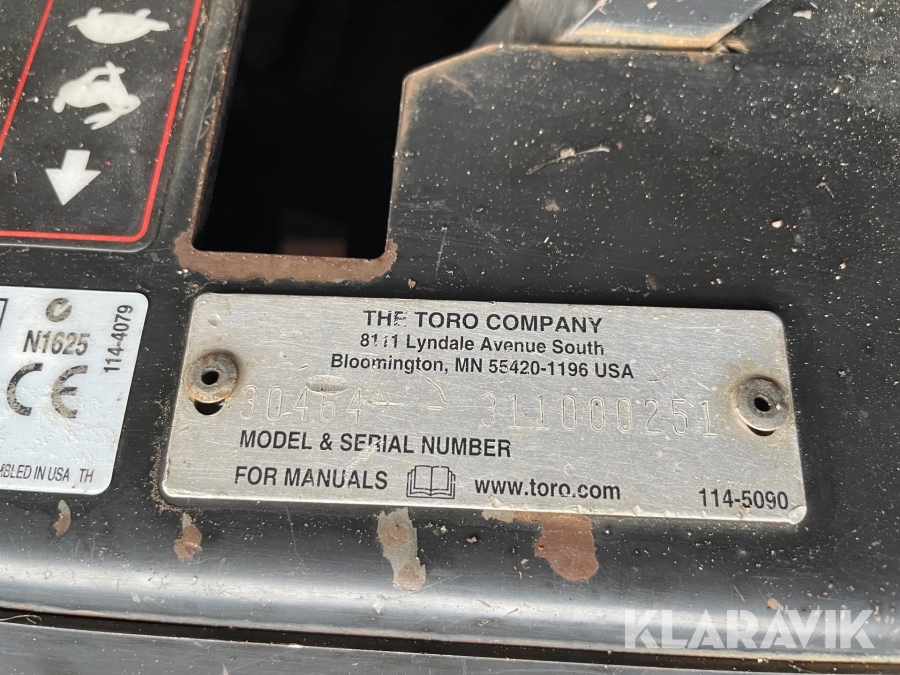 N1625
114-4079
CE
MBLED IN USA TH
THE TORO COMPANY
8111 Lyndale Avenue South
Bloomington, MN 55420-1196 USA
30464 - 311000251
MODEL & SERIAL NUMBER
FOR MANUALS www.toro.com
114-5090
KLARAVIK